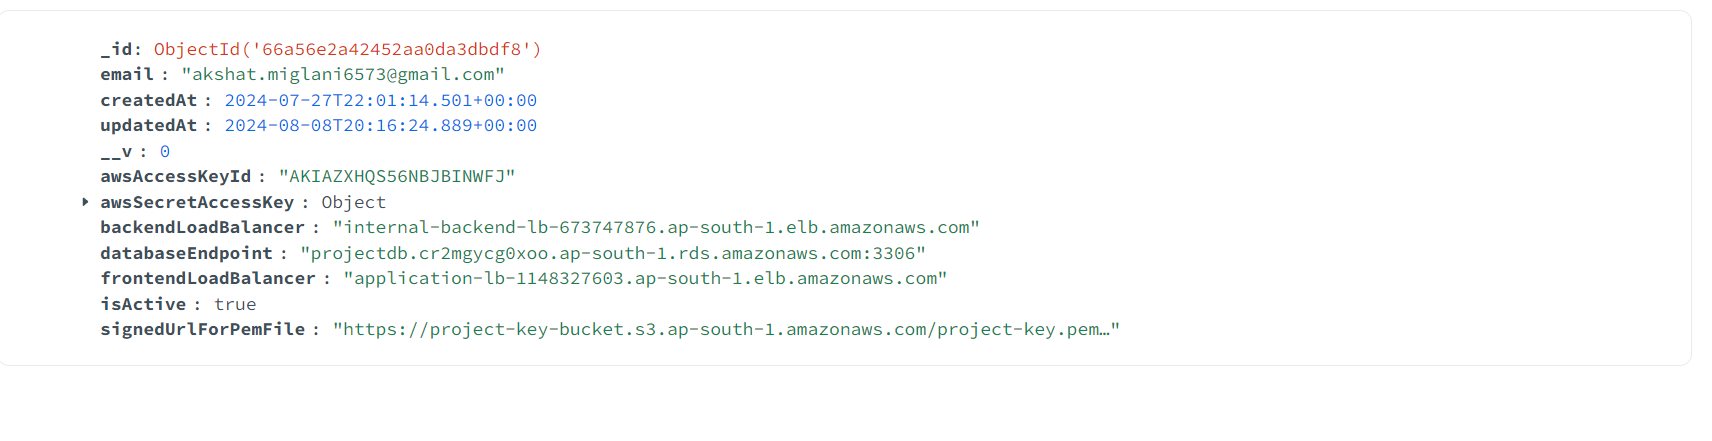 _id: ObjectId('66a56e2a42452aa0da3dbdf8')
email : "akshat.miglani6573@gmail.com"
createdAt : 2024-07-27T22:01:14.501+00:00
updatedAt : 2024-08-08T20:16:24.889+00:00
__v : 0
awsAccessKeyId : "AKIAZXHQS56NBJBINWFJ"
awsSecretAccessKey : Object
backendLoadBalancer : "internal-backend-lb-673747876.ap-south-1.elb.amazonaws.com"
databaseEndpoint : "projectdb.cr2mgycg0xoo.ap-south-1.rds.amazonaws.com:3306"
frontendLoadBalancer : "application-lb-1148327603.ap-south-1.elb.amazonaws.com"
isActive : true
signedUrlForPemFile : "https://project-key-bucket.s3.ap-south-1.amazonaws.com/project-key.pem…"